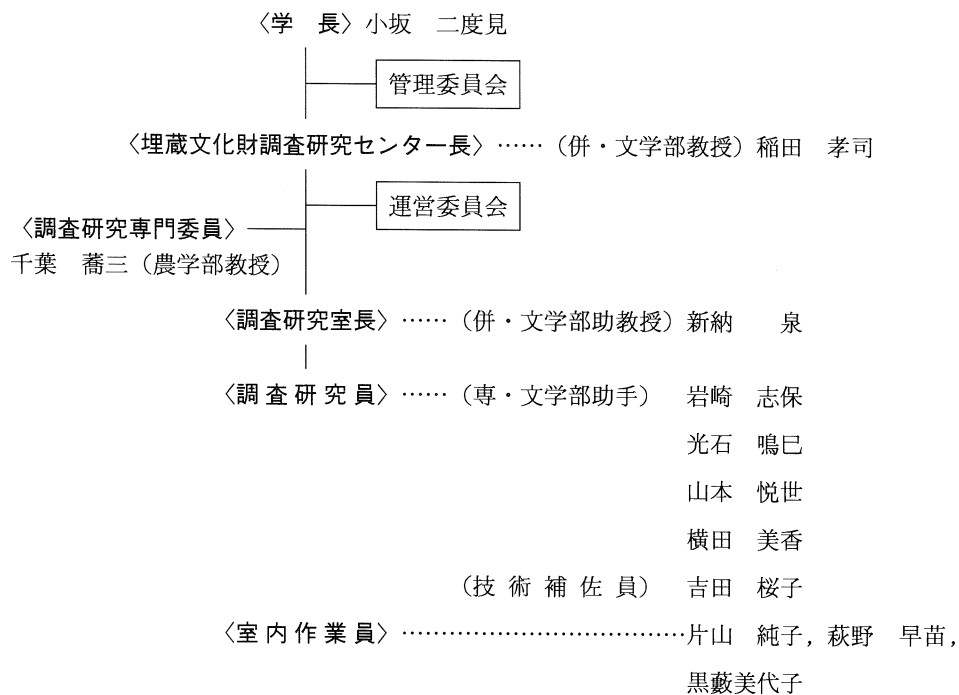 〈学　長〉小坂　二度見
管理委員会
〈埋蔵文化財調査研究センター長〉……（併・文学部教授）稲田　孝司
運営委員会
〈調査研究専門委員〉
千葉　蕎三（農学部教授）
〈調査研究室長〉……（併・文学部助教授）新納　　泉
〈調査研究員〉……（専・文学部助手）　岩崎　志保
光石　鳴巳
山本　悦世
横田　美香
（技術補佐員）　吉田　桜子
〈室内作業員〉………………………………片山　純子，萩野　早苗，
黒藪美代子